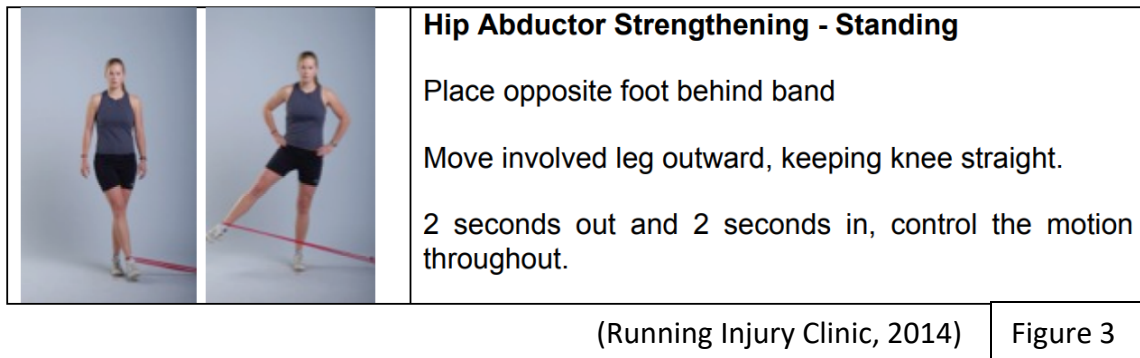 Hip Abductor Strengthening - Standing
Place opposite foot behind band
Move involved leg outward, keeping knee straight.
2 seconds out and 2 seconds in, control the motion
throughout.
(Running Injury Clinic, 2014)
Figure 3